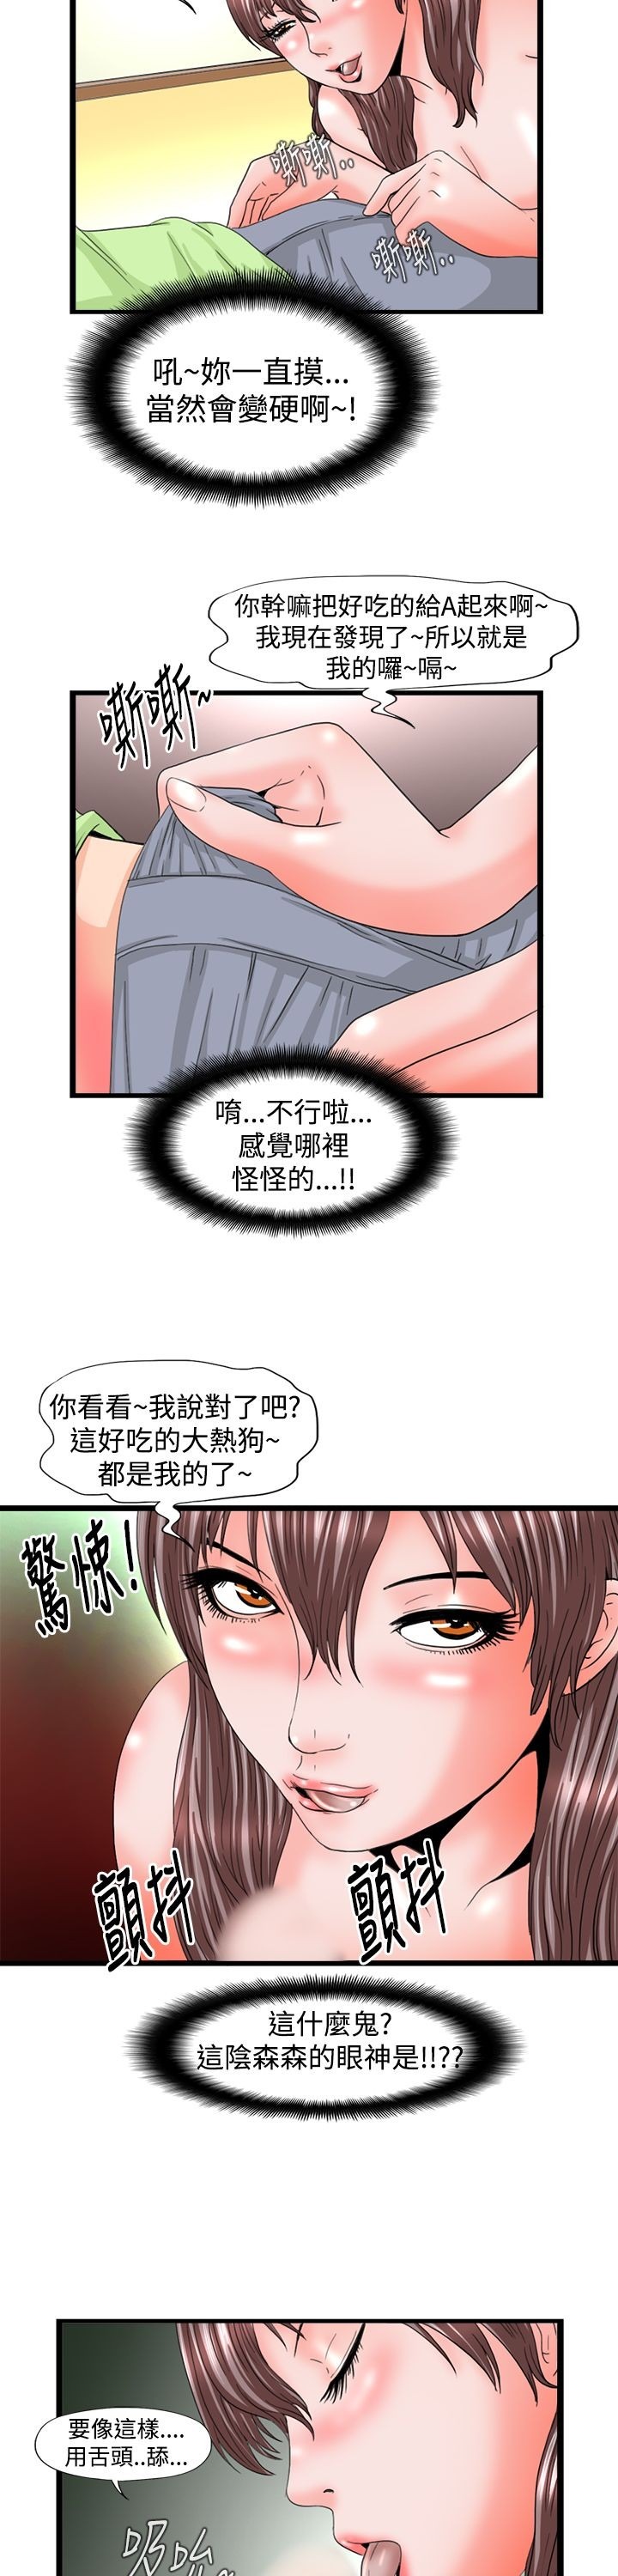 嘶嘶..
嘶嘶..
吼~妳一直摸...
當然會變硬啊~!
你幹嘛把好吃的給A起來啊~
我現在發現了~所以就是
我的囉~嗝~
嘶嘶~
唷...不行啦...
感覺哪裡
怪怪的...!!
你看看~我說對了吧?
這好吃的大熱狗~
都是我的了~
驚悚!
顫抖
顫抖
這什麼鬼?
這陰森森的眼神是!!??
要像這樣....
用舌頭..舔...
吸吮~